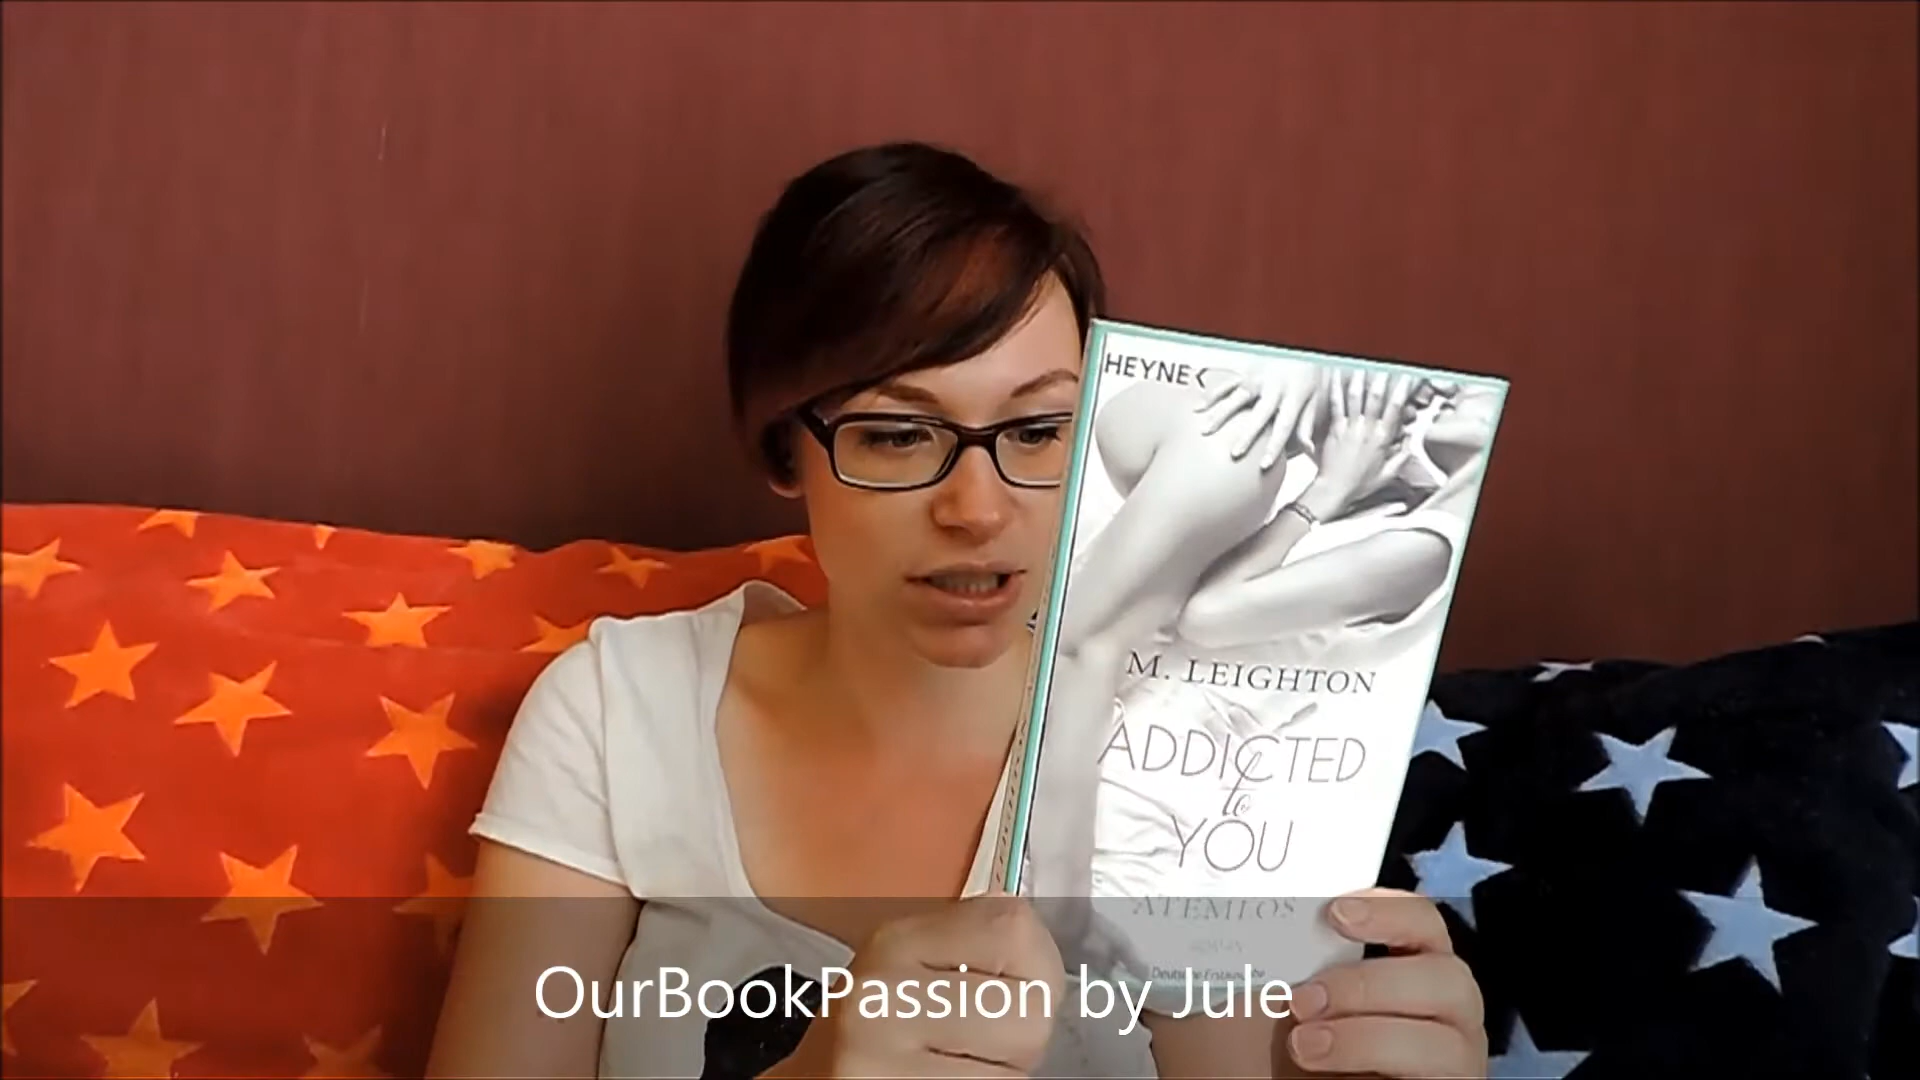 HEYNE
M. LEIGHTON
ADDICTED
to
YOU
ATEMLOS
OurBookPassion by Jule